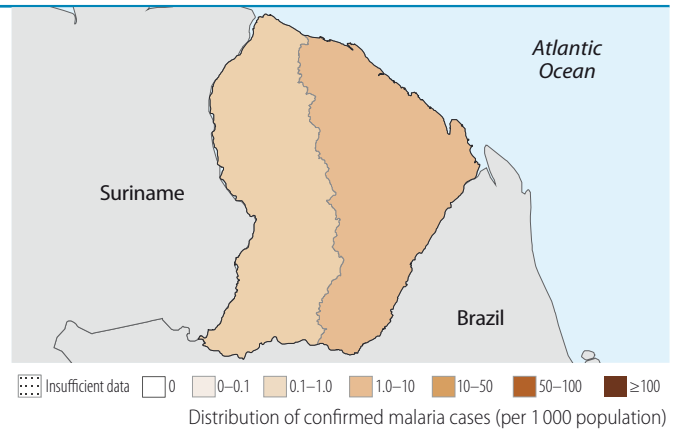 Atlantic
Ocean
Suriname
Brazil
Insufficient data 0 0–0.1 0.1–1.0 1.0–10 10–50 50–100 ≥100
Distribution of confirmed malaria cases (per 1 000 population)